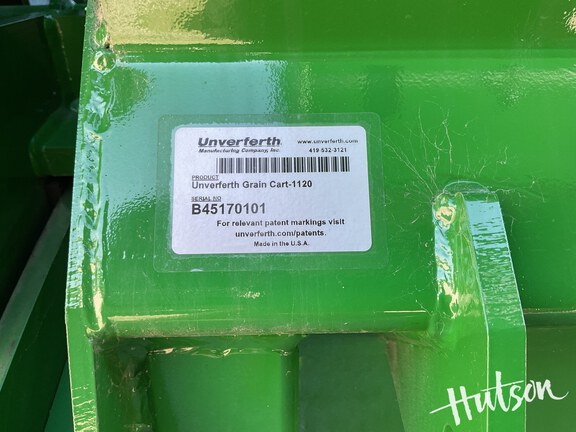 Unverferth
Manufacturing Company, Inc.
www.unverferth.com
419-532-3121
PRODUCT
Unverferth Grain Cart-1120
SERIAL NO
B45170101
For relevant patent markings visit
unverferth.com/patents.
Made in the U.S.A.
Hutson